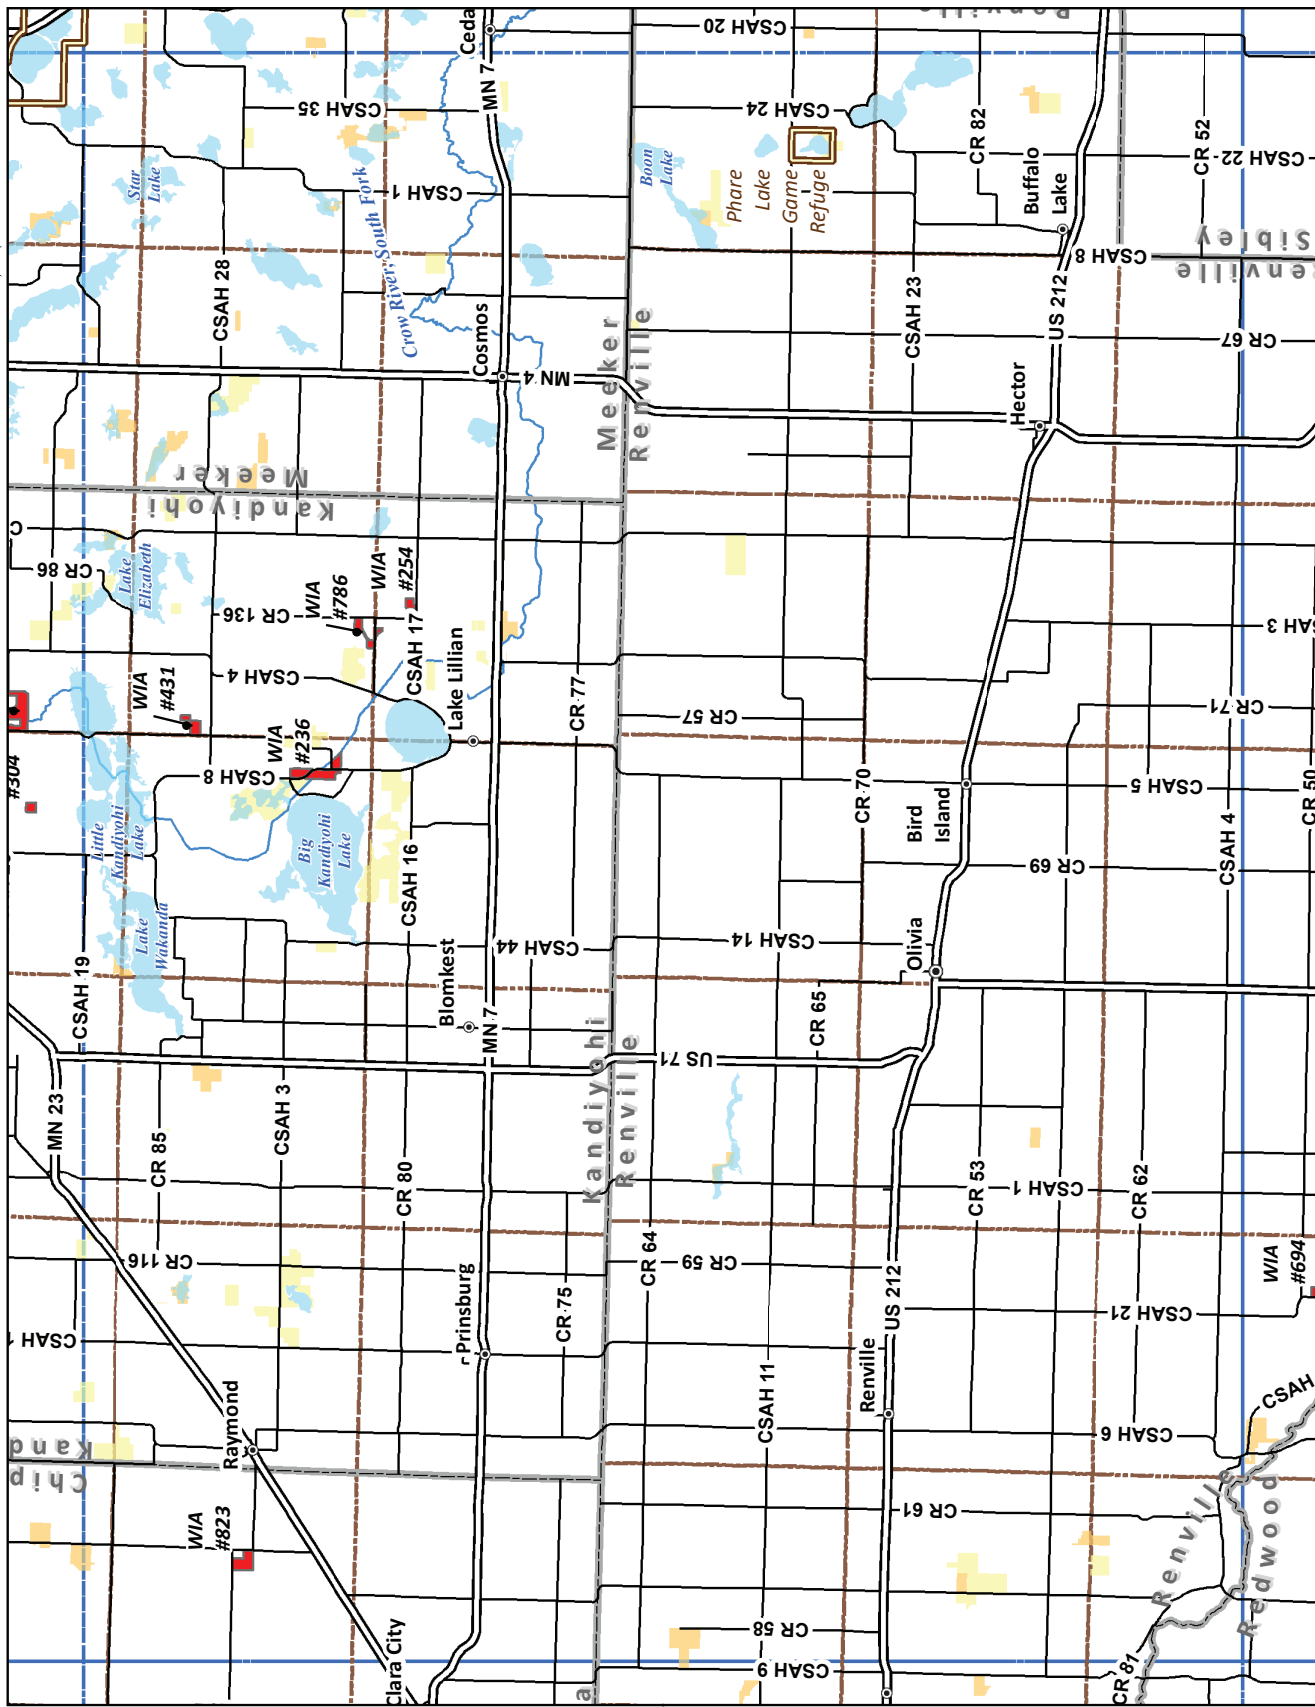 Renville
CSAH 20
Ceda
MN 7
CSAH 35
CSAH 24
CR 82
CR 52
CSAH 22
Star
Lake
CSAH 1
Boon
Lake
Phare
Lake
Game
Refuge
Buffalo
Lake
Crow River, South Fork
CSAH 28
CSAH 8
Sibley
enville
Cosmos
MN 4
Meeker
Renville
CSAH 23
US 212
CR 67
Hector
Meeker
Kandiyohi
C
CR 86
Lake
Elizabeth
CR 136
WIA
#786
WIA
#254
CSAH 17
AH 3
WIA
#431
CSAH 4
Lake Lillian
CR 77
CR 57
CR 71
#304
CSAH 8
WIA
#236
CR 70
Bird
Island
CSAH 5
CR 50
Little
Kandiyohi
Lake
Big
Kandiyohi
Lake
CSAH 16
CR 69
CSAH 4
Lake
Wakanda
CSAH 19
Blomkest
CSAH 44
CSAH 14
Olivia
MN 7
CR 65
US 71
Kandiyohi
Renville
MN 23
CR 85
CSAH 3
CR 80
CR 53
CSAH 1
CR 62
CR 116
CR 64
CR 59
US 212
WIA
#694
CSAH 21
CSAH 1
Prinsburg
CR 75
Renville
Raymond
CSAH 11
CSAH 6
CSAH
Kand
Chip
WIA
#823
CR 61
Renville
Redwood
Clara City
CR 58
CSAH 9
CR 81
a